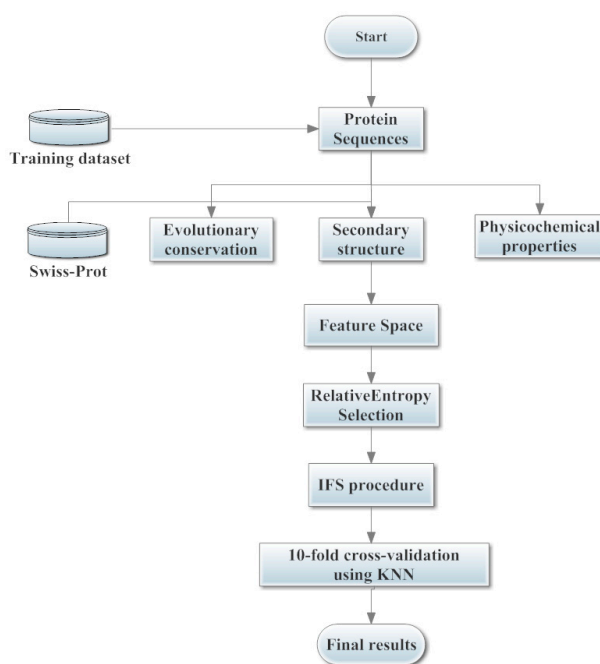 Start
Protein
Sequences
Training dataset
Evolutionary
conservation
Secondary
structure
Physicochemical
properties
Swiss-Prot
Feature Space
RelativeEntropy
Selection
IFS procedure
10-fold cross-validation
using KNN
Final results